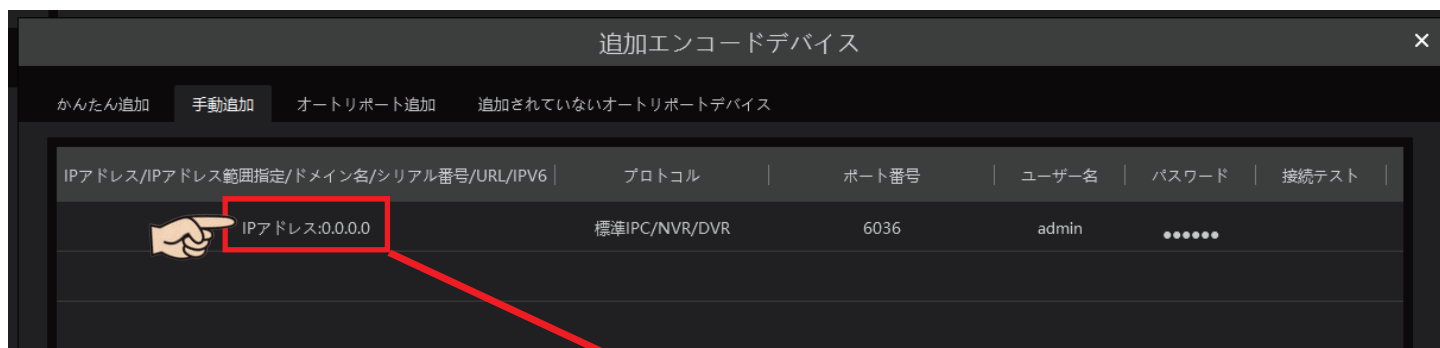 追加エンコードデバイス ×
かんたん追加 手動追加 オートリポート追加 追加されていないオートリポートデバイス
IPアドレス/IPアドレス範囲指定/ドメイン名/シリアル番号/URL/IPV6 プロトコル ポート番号 ユーザー名 パスワード 接続テスト
IPアドレス:0.0.0.0 標準IPC/NVR/DVR 6036 admin ●●●●●●